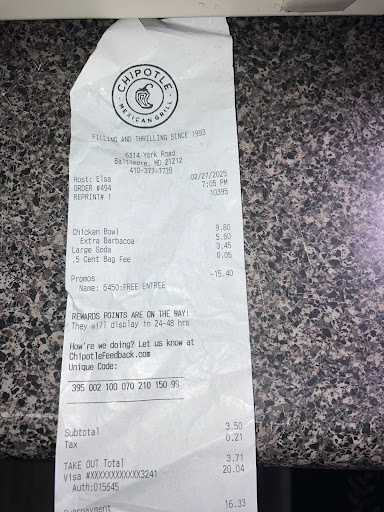 CHIPOTLE
MEXICAN GRILL
FILLING AND THRILLING SINCE 1993
6314 York Road
Baltimore, MD 21212
410-377-7728
Host: Elsa 02/27/2025
ORDER #494 7:05 PM
REPRINT# 1 10395
Chicken Bowl 9.80
Extra Barbacoa 5.60
Large Soda 3.45
.5 Cent Bag Fee 0.05
Promos -15.40
Name: 6450:FREE ENTREE
REWARDS POINTS ARE ON THE WAY!
They will display in 24-48 hrs
How're we doing? Let us know at
ChipotleFeedback.com
Unique Code:
395 002 100 070 210 150 99
Subtotal 3.50
Tax 0.21
TAKE OUT Total 3.71
Visa #XXXXXXXXXXXX3241 20.04
Auth:015645
Overpayment 16.33